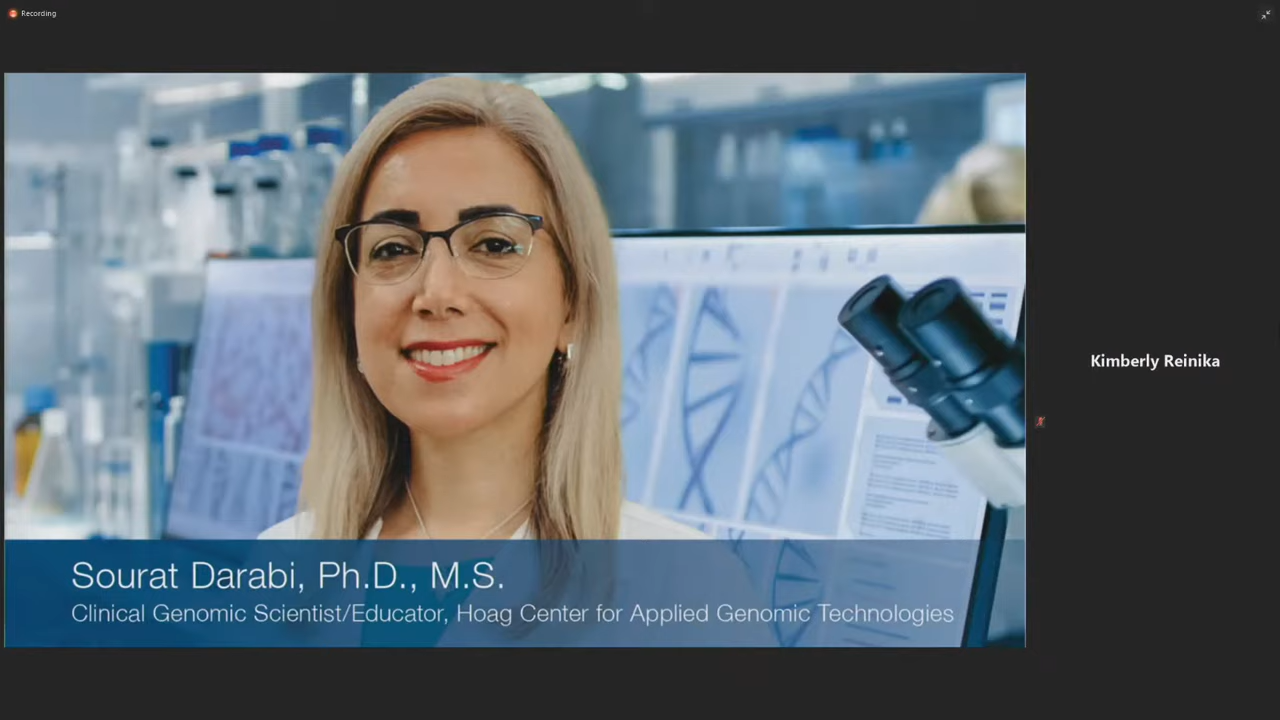 Recording
Kimberly Reinika
Sourat Darabi, Ph.D., M.S.
Clinical Genomic Scientist/Educator, Hoag Center for Applied Genomic Technologies